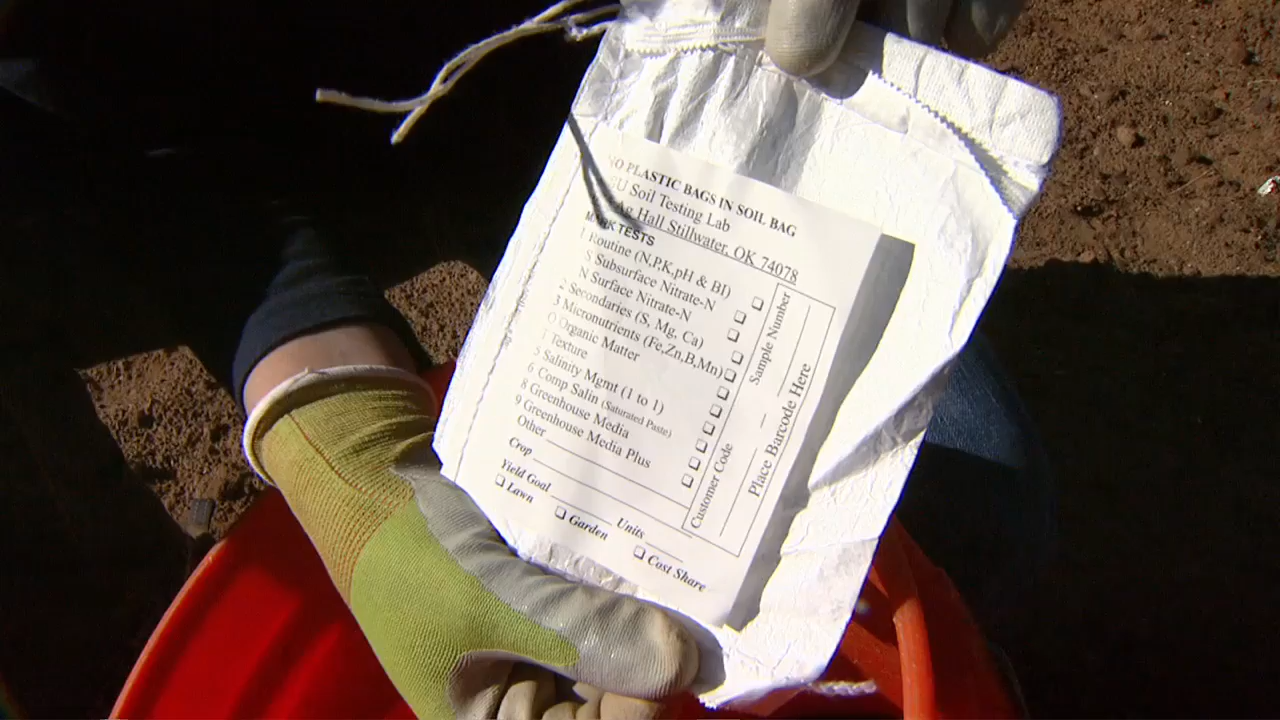 NO PLASTIC BAGS IN SOIL BAG
SU Soil Testing Lab
Ag Hall Stillwater, OK 74078
MARK TESTS
1 Routine (N,P,K,pH & BI)
S Subsurface Nitrate-N
N Surface Nitrate-N
2 Secondaries (S, Mg, Ca)
3 Micronutrients (Fe,Zn,B,Mn)
O Organic Matter
T Texture
5 Salinity Mgmt (1 to 1)
6 Comp Salin (Saturated Paste)
8 Greenhouse Media
9 Greenhouse Media Plus
Other
Crop
Yield Goal Units
Lawn Garden Cost Share
Customer Code Sample Number
Place Barcode Here